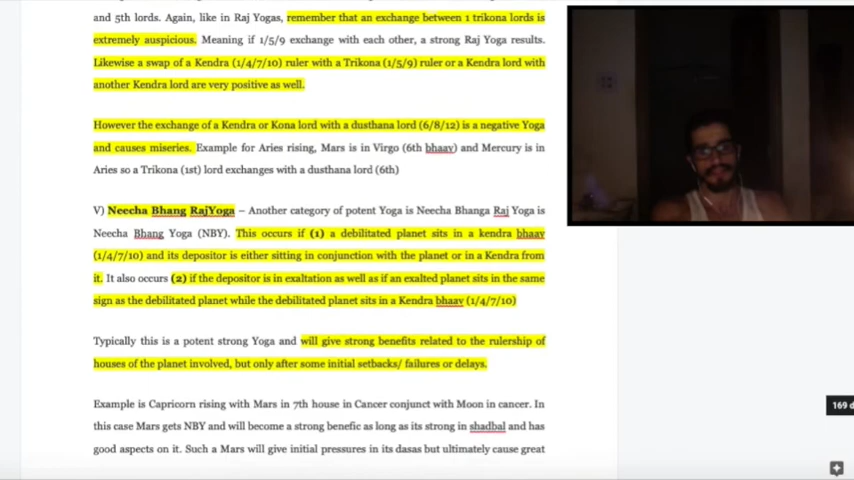 and 5th lords. Again, like in Raj Yogas, remember that an exchange between 1 trikona lords is
extremely auspicious. Meaning if 1/5/9 exchange with each other, a strong Raj Yoga results.
Likewise a swap of a Kendra (1/4/7/10) ruler with a Trikona (1/5/9) ruler or a Kendra lord with
another Kendra lord are very positive as well.
However the exchange of a Kendra or Kona lord with a dusthana lord (6/8/12) is a negative Yoga
and causes miseries. Example for Aries rising, Mars is in Virgo (6th bhaav) and Mercury is in
Aries so a Trikona (1st) lord exchanges with a dusthana lord (6th)
V) Neecha Bhang RajYoga – Another category of potent Yoga is Neecha Bhanga Raj Yoga is
Neecha Bhang Yoga (NBY). This occurs if (1) a debilitated planet sits in a kendra bhaav
(1/4/7/10) and its depositor is either sitting in conjunction with the planet or in a Kendra from
it. It also occurs (2) if the depositor is in exaltation as well as if an exalted planet sits in the same
sign as the debilitated planet while the debilitated planet sits in a Kendra bhaav (1/4/7/10)
Typically this is a potent strong Yoga and will give strong benefits related to the rulership of
houses of the planet involved, but only after some initial setbacks/ failures or delays.
Example is Capricorn rising with Mars in 7th house in Cancer conjunct with Moon in cancer. In
this case Mars gets NBY and will become a strong benefic as long as its strong in shadbal and has
good aspects on it. Such a Mars will give initial pressures in its dasas but ultimately cause great
169